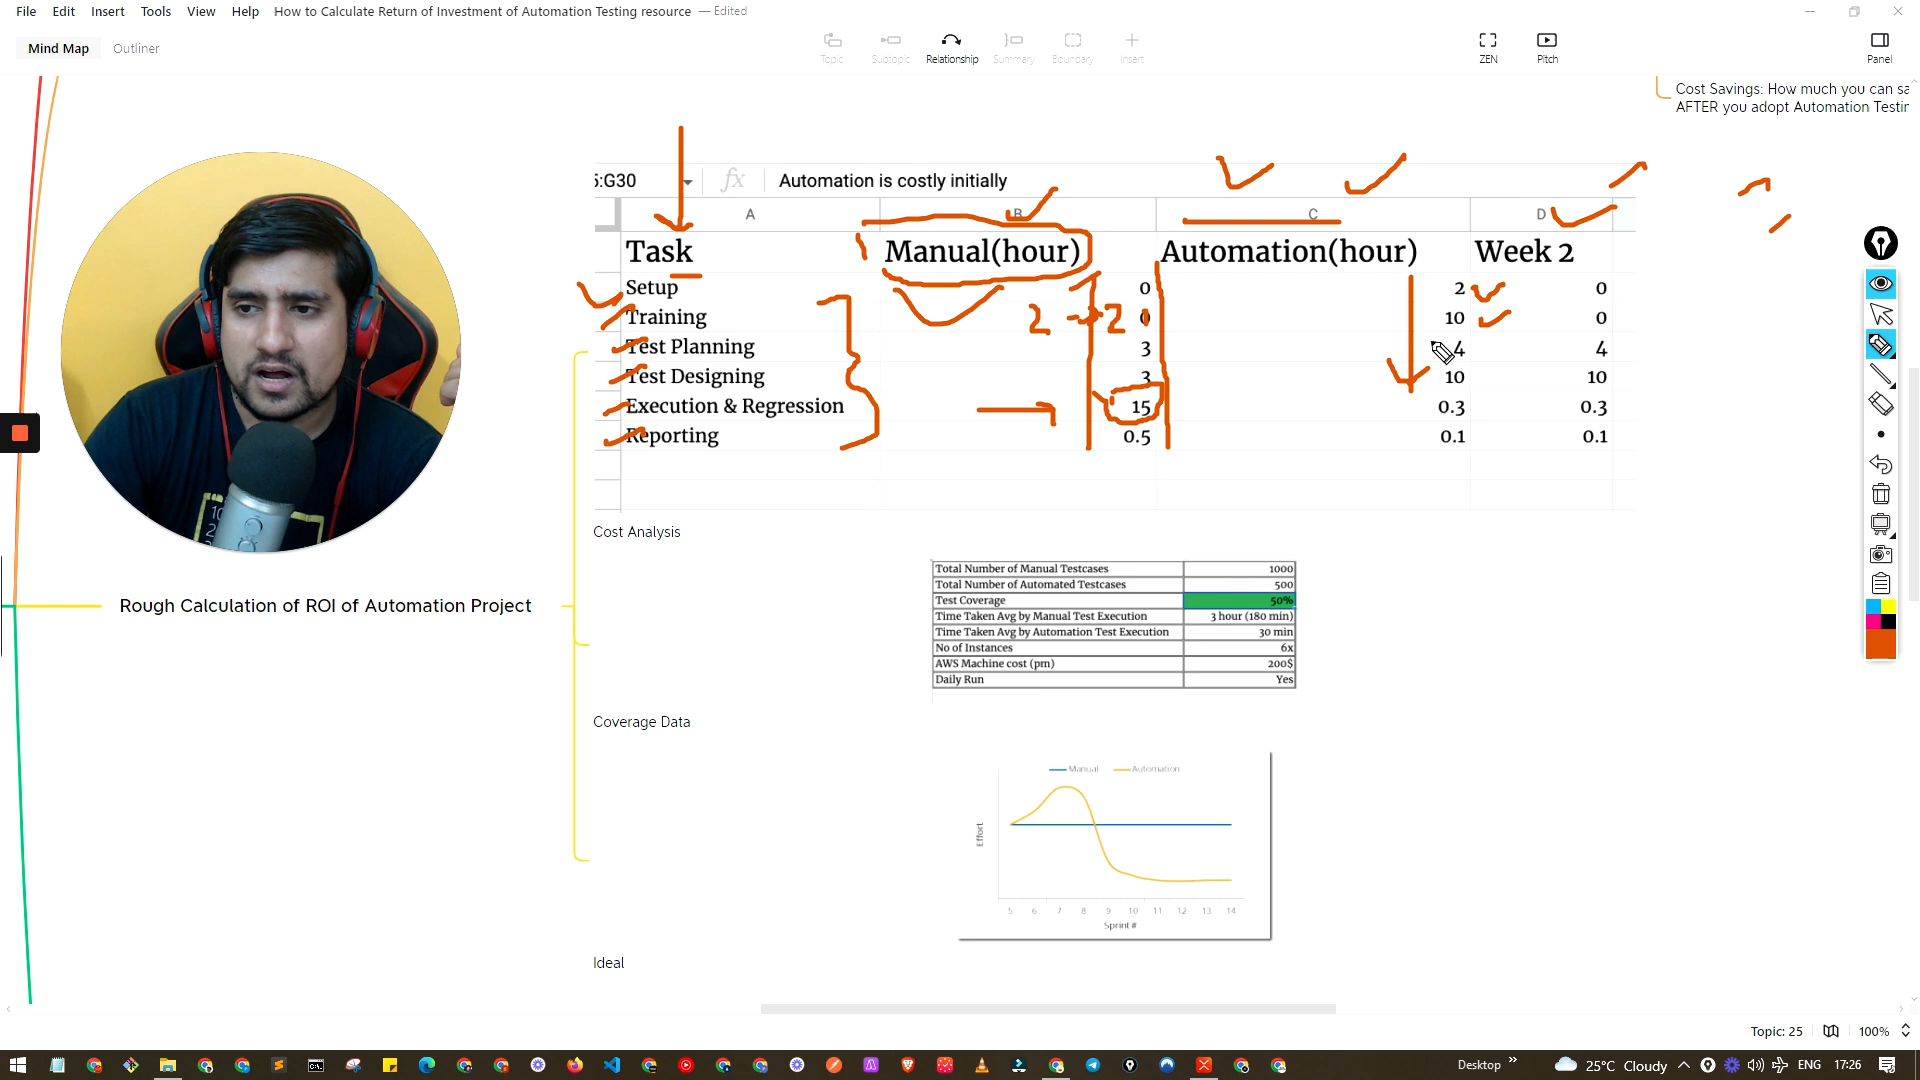 File Edit Insert Tools View Help How to Calculate Return of Investment of Automation Testing resource — Edited
Mind Map Outliner Topic Subtopic Relationship Summary Boundary Insert ZEN Pitch Panel
Cost Savings: How much you can sa
AFTER you adopt Automation Testin
5:G30 fx Automation is costly initially
A B C D
Task Manual(hour) Automation(hour) Week 2
Setup 0 2 0
Training 0 10 0
2 → 2
Test Planning 3 4 4
Test Designing 3 10 10
Execution & Regression 15 0.3 0.3
Reporting 0.5 0.1 0.1
Cost Analysis
Total Number of Manual Testcases 1000
Total Number of Automated Testcases 500
Test Coverage 50%
Time Taken Avg by Manual Test Execution 3 hour (180 min)
Time Taken Avg by Automation Test Execution 30 min
No of Instances 6x
AWS Machine cost (pm) 200$
Daily Run Yes
Rough Calculation of ROI of Automation Project
Coverage Data
Manual Automation
Effort
5 6 7 8 9 10 11 12 13 14
Sprint #
Ideal
Topic: 25 100%
Desktop 25°C Cloudy ENG 17:26